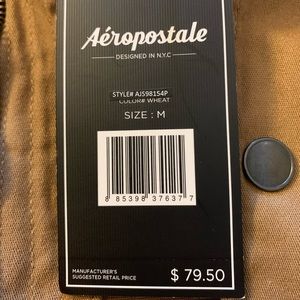 Aéropostale
DESIGNED IN N.Y.C
STYLE# AJS98154P
COLOR# WHEAT
SIZE : M
8 85398 37637 7
MANUFACTURER'S
SUGGESTED RETAIL PRICE
$ 79.50